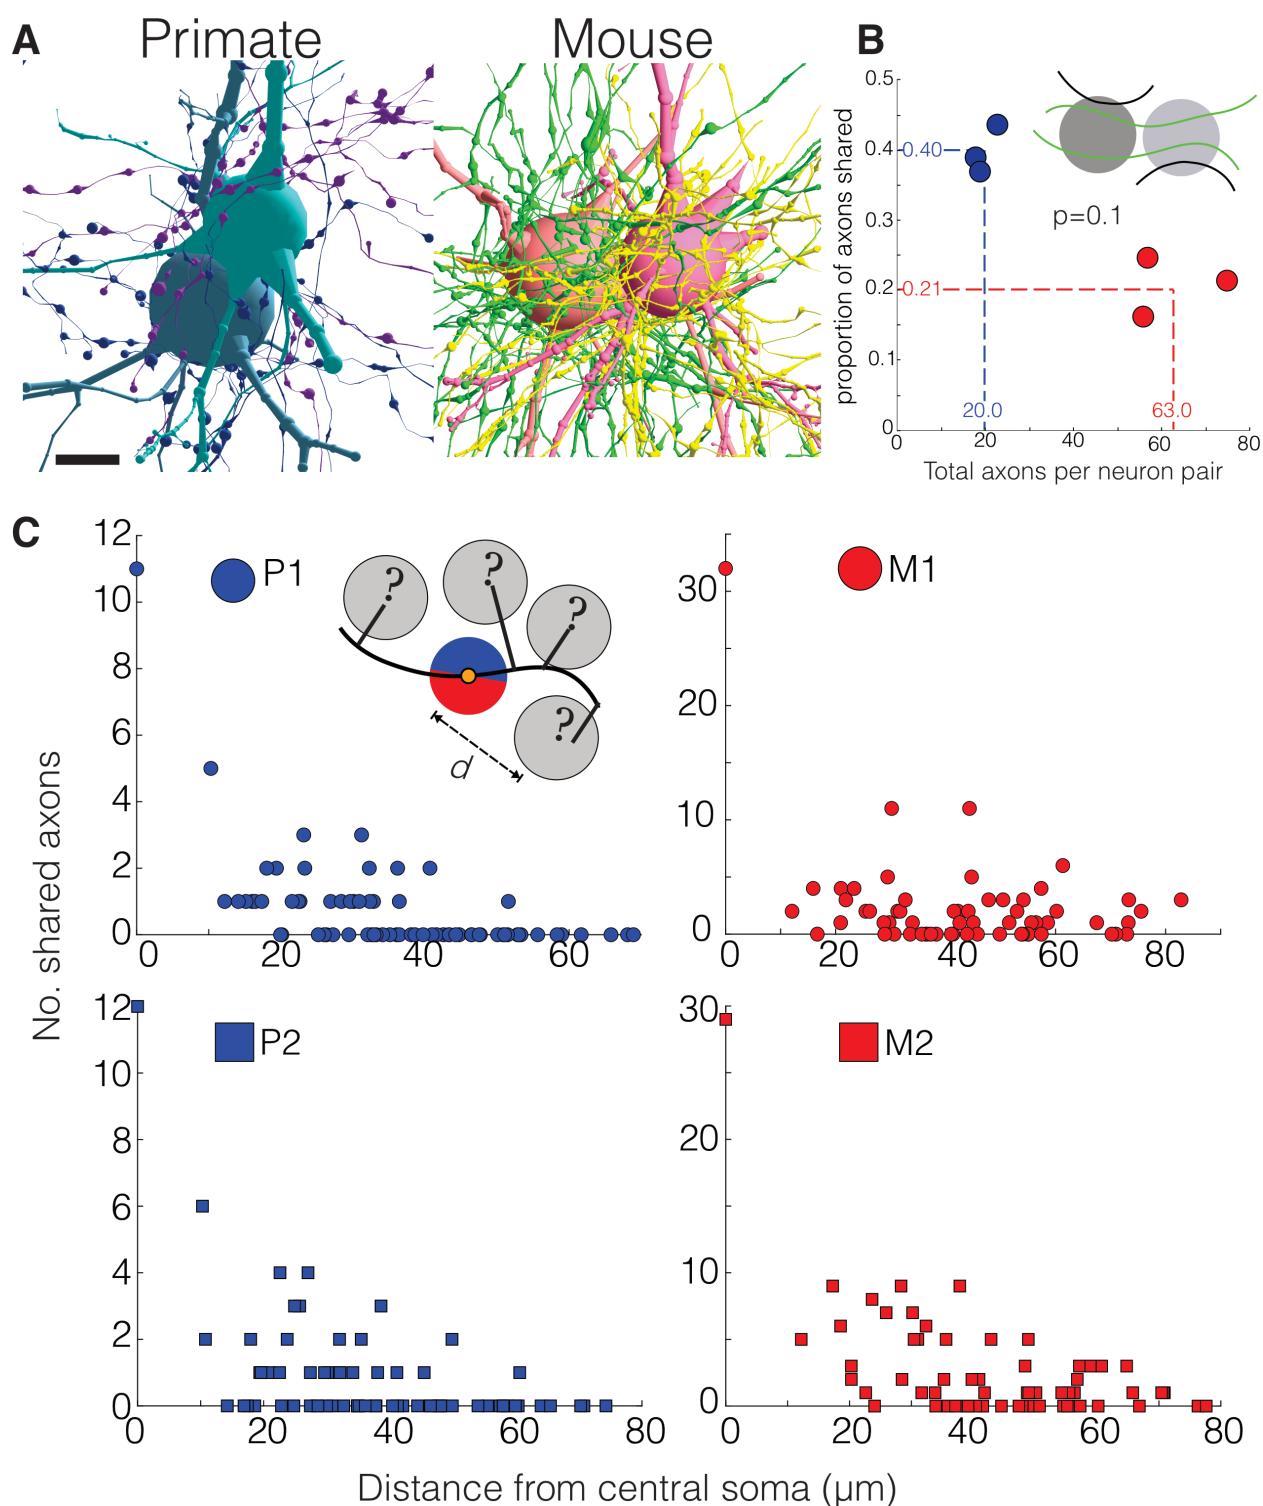 A
Primate
Mouse
B
proportion of axons shared
0.5
0.4
0.3
0.2
0.1
0
0.40
0.21
p=0.1
20.0
63.0
0 20 40 60 80
Total axons per neuron pair
C
No. shared axons
12
10
8
6
4
2
0
P1
? ? ? ?
d
0 20 40 60
30
20
10
0
M1
0 20 40 60 80
12
10
8
6
4
2
0
P2
0 20 40 60 80
30
20
10
0
M2
0 20 40 60 80
Distance from central soma (µm)